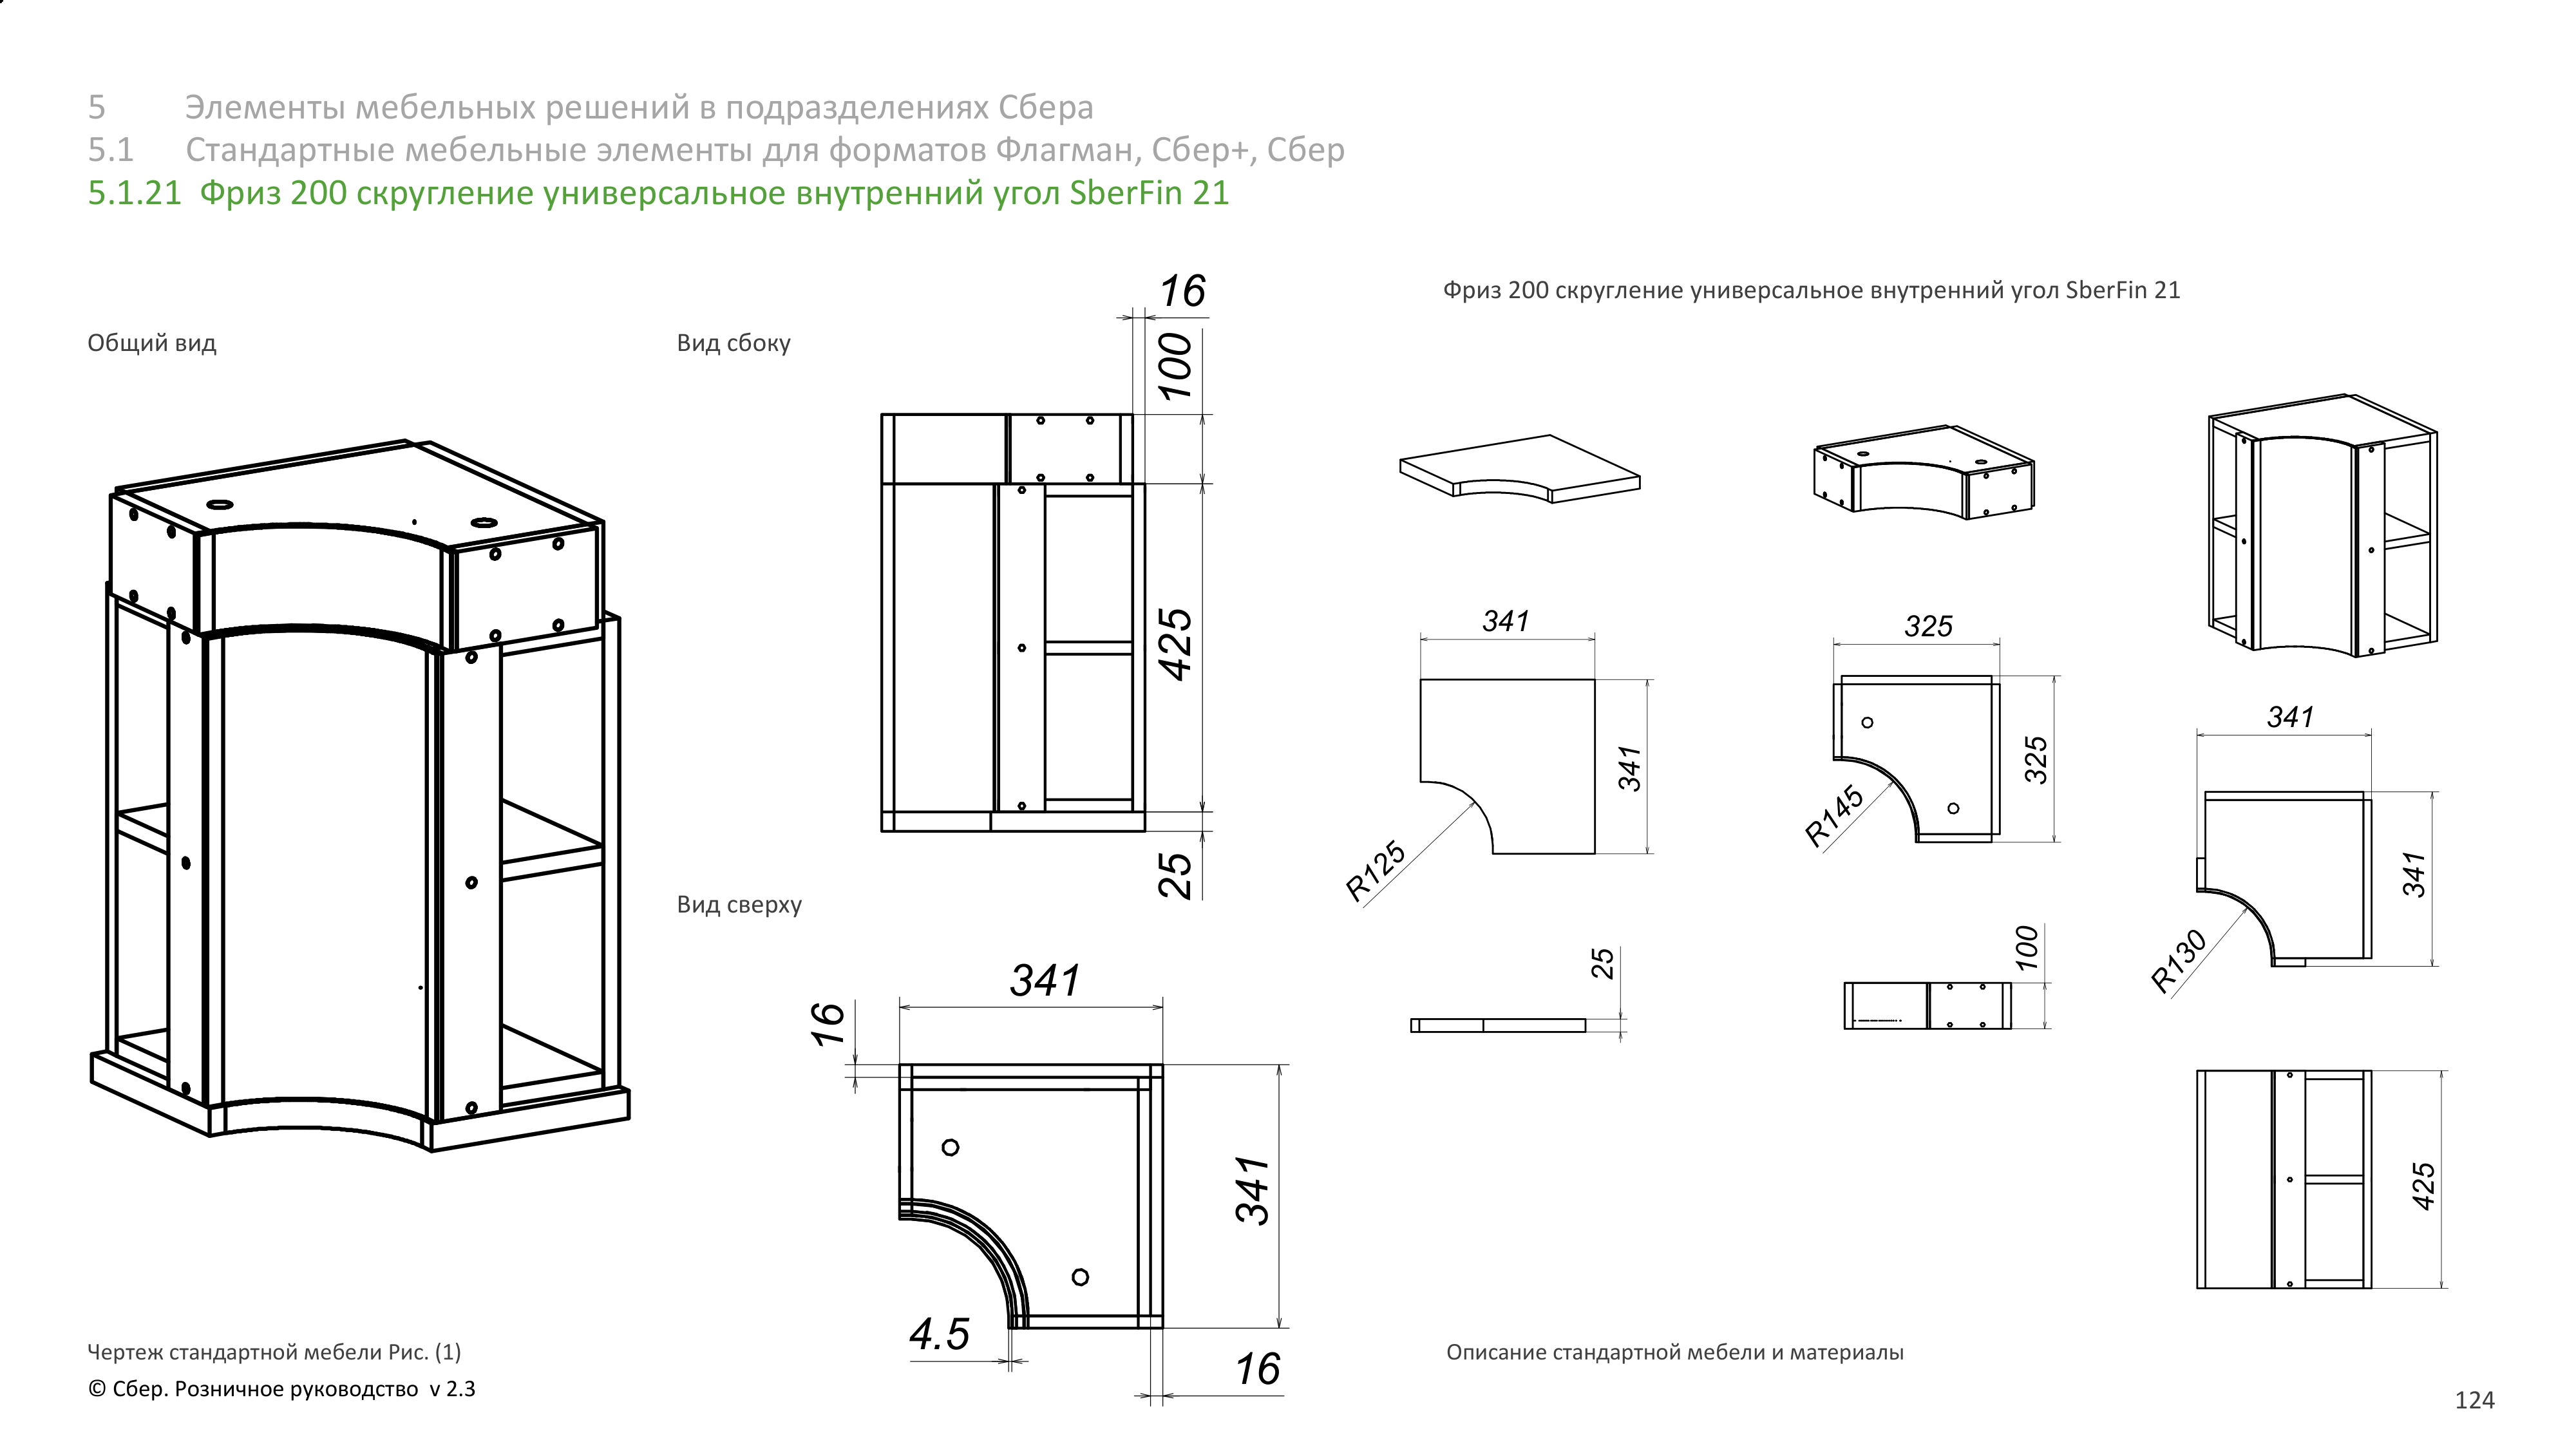 5 Элементы мебельных решений в подразделениях Сбера
5.1 Стандартные мебельные элементы для форматов Флагман, Сбер+, Сбер
5.1.21 Фриз 200 скругление универсальное внутренний угол SberFin 21
Общий вид
Вид сбоку
16
100
425
25
Вид сверху
341
16
341
4.5
16
Фриз 200 скругление универсальное внутренний угол SberFin 21
341
341
R125
25
325
325
R145
100
341
341
R130
425
Чертеж стандартной мебели Рис. (1)
Описание стандартной мебели и материалы
© Сбер. Розничное руководство v 2.3
124